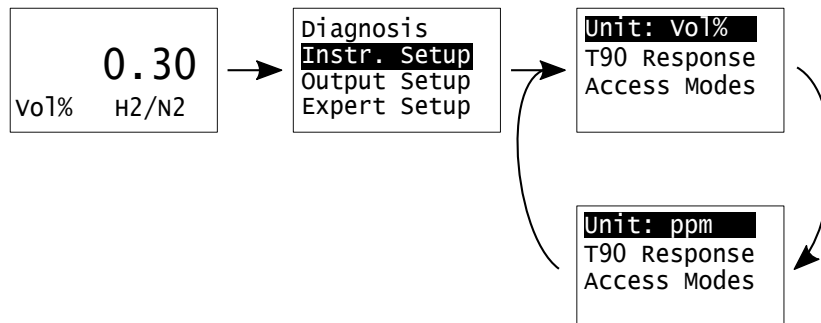 0.30
Vol% H2/N2
Diagnosis
Instr. Setup
Output Setup
Expert Setup
Unit: Vol%
T90 Response
Access Modes
Unit: ppm
T90 Response
Access Modes